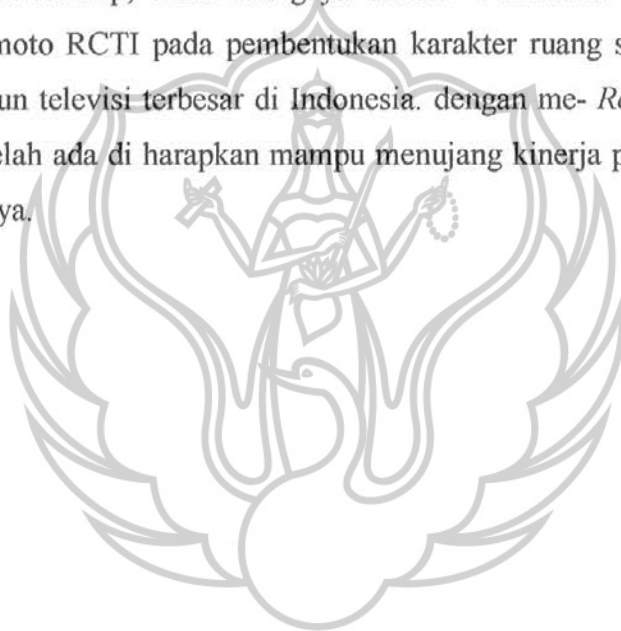 moto RCTI pada pembentukan karakter ruang s
un televisi terbesar di Indonesia. dengan me- Re
elah ada di harapkan mampu menujang kinerja p
ya.